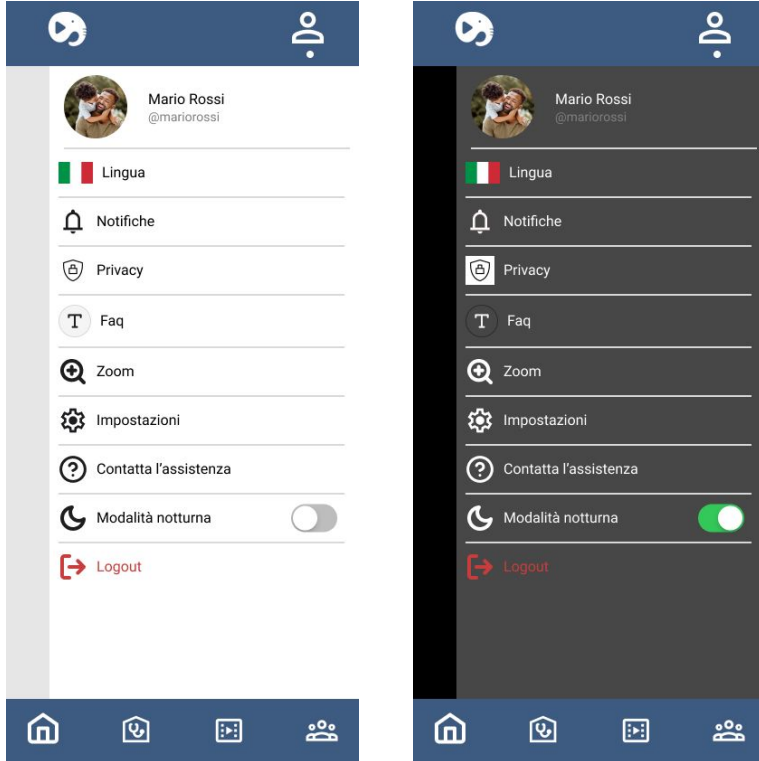 Mario Rossi
@mariorossi
Lingua
Notifiche
Privacy
T Faq
Zoom
Impostazioni
Contatta l'assistenza
Modalità notturna
Logout
Mario Rossi
@mariorossi
Lingua
Notifiche
Privacy
T Faq
Zoom
Impostazioni
Contatta l'assistenza
Modalità notturna
Logout